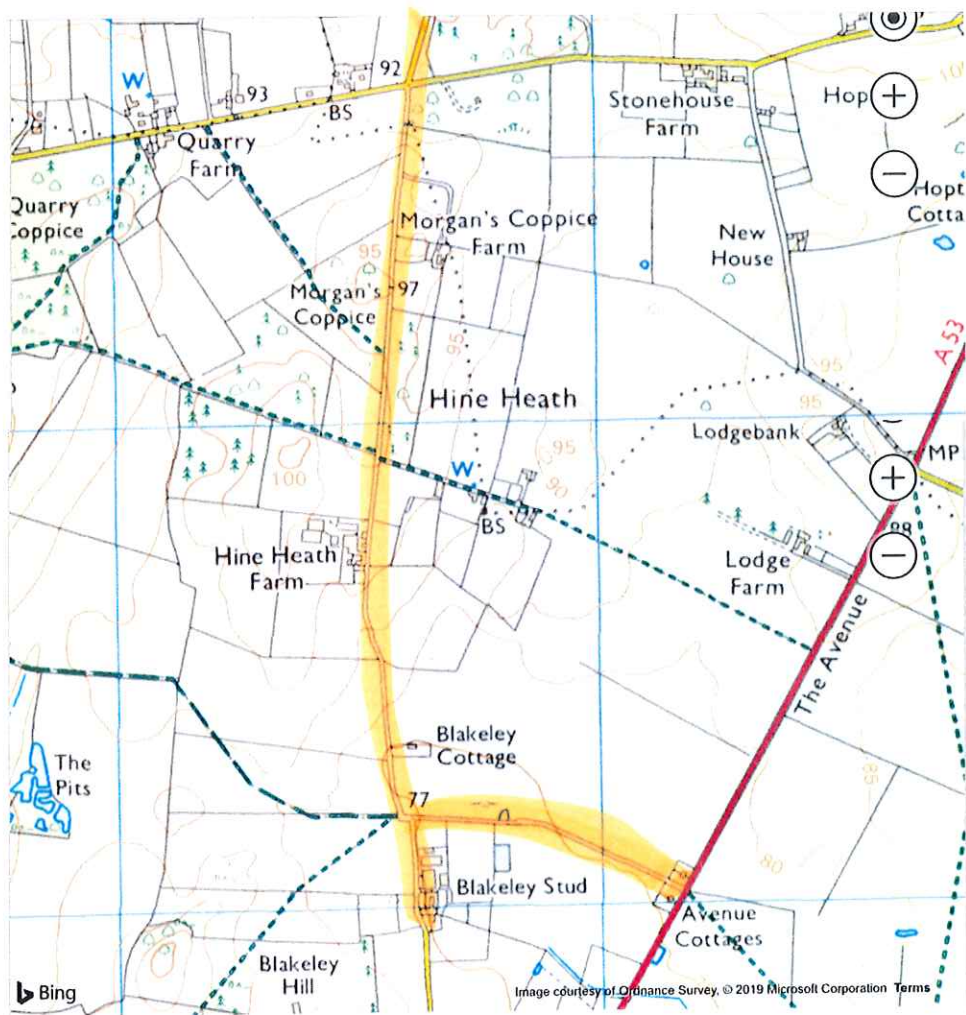 92
W
93
BS
Quarry
Farm
Stonehouse
Farm
Hop
Quarry
Coppice
Morgan's Coppice
Farm
New
House
Hopt
Cotta
95
Morgan's
Coppice
97
95
A 53
Hine Heath
95
95
Lodgebank
MP
W
95
90
100
BS
88
Hine Heath
Farm
Lodge
Farm
The Avenue
The
Pits
Blakeley
Cottage
77
85
80
Blakeley Stud
Avenue
Cottages
Blakeley
Hill
Bing
Image courtesy of Ordnance Survey, © 2019 Microsoft Corporation Terms